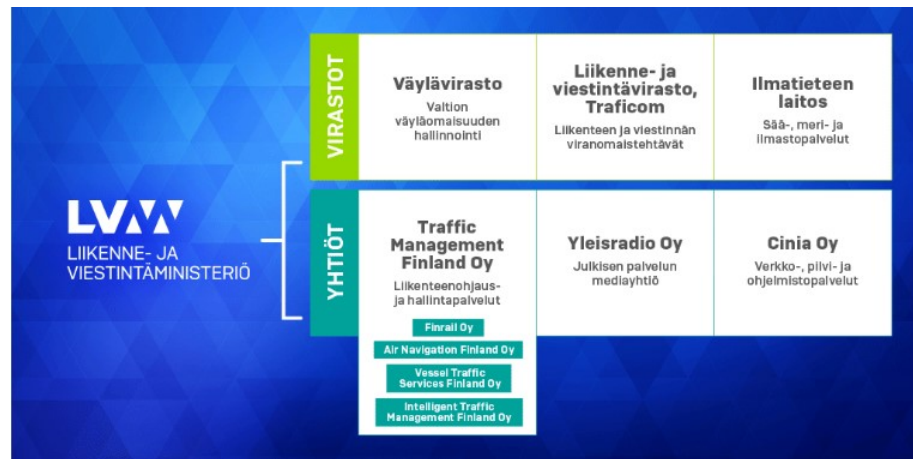 LVM
LIIKENNE- JA
VIESTINTÄMINISTERIÖ
VIRASTOT
Väylävirasto
Valtion
väyläomaisuuden
hallinnointi
Liikenne- ja
viestintävirasto,
Traficom
Liikenteen ja viestinnän
viranomaistehtävät
Ilmatieteen
laitos
Sää-, meri- ja
ilmastopalvelut
YHTIÖT
Traffic
Management
Finland Oy
Liikenteenohjaus-
ja hallintapalvelut
Finrail Oy
Air Navigation Finland Oy
Vessel Traffic
Services Finland Oy
Intelligent Traffic
Management Finland Oy
Yleisradio Oy
Julkisen palvelun
mediayhtiö
Cinia Oy
Verkko-, pilvi- ja
ohjelmistopalvelut